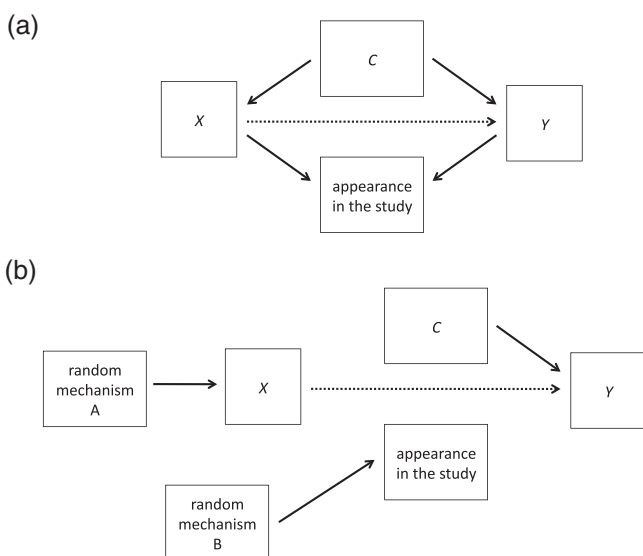 (a)
C
X
Y
appearance
in the study
(b)
C
random
mechanism
A
X
Y
appearance
in the study
random
mechanism
B